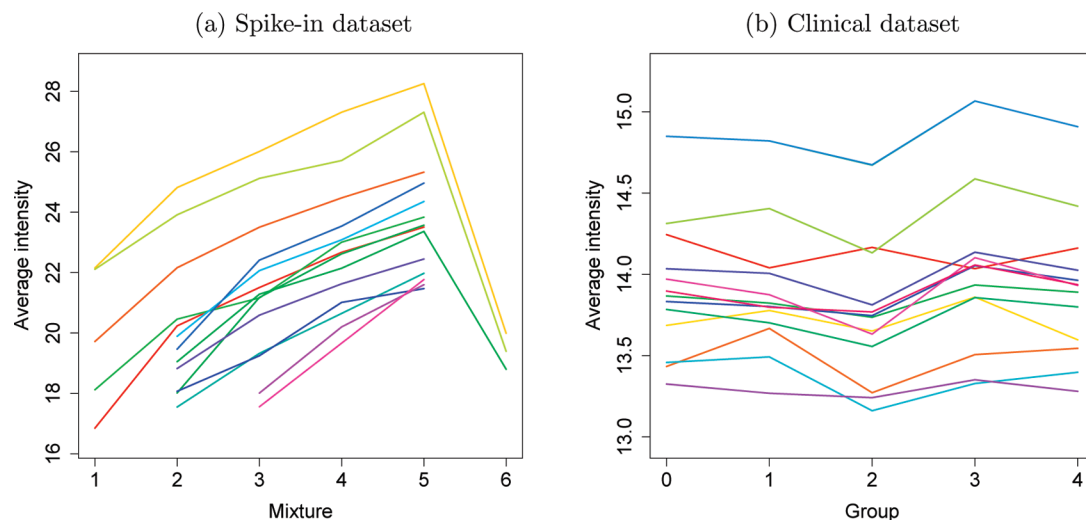 (a) Spike-in dataset
28
26
24
22
20
18
16
Average intensity
1 2 3 4 5 6
Mixture
(b) Clinical dataset
15.0
14.5
14.0
13.5
13.0
Average intensity
0 1 2 3 4
Group